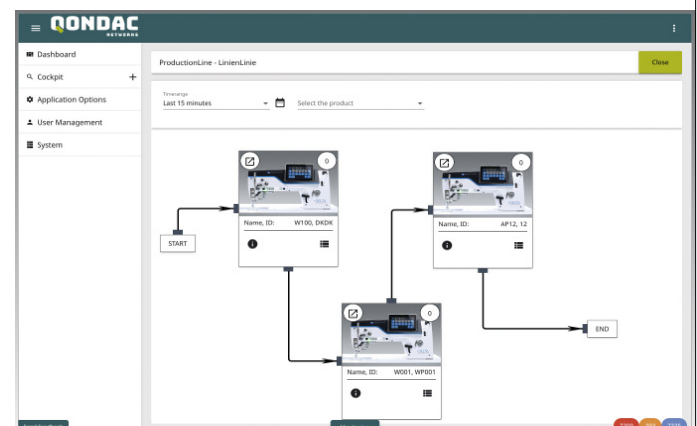 QONDAC
NETWORKS
Dashboard
Cockpit +
Application Options
User Management
System
ProductionLine - LinienLinie
Close
Timerange
Last 15 minutes
Select the product
START
0
Name, ID: W100, DKDK
0
Name, ID: AP12, 12
0
Name, ID: W001, WP001
END